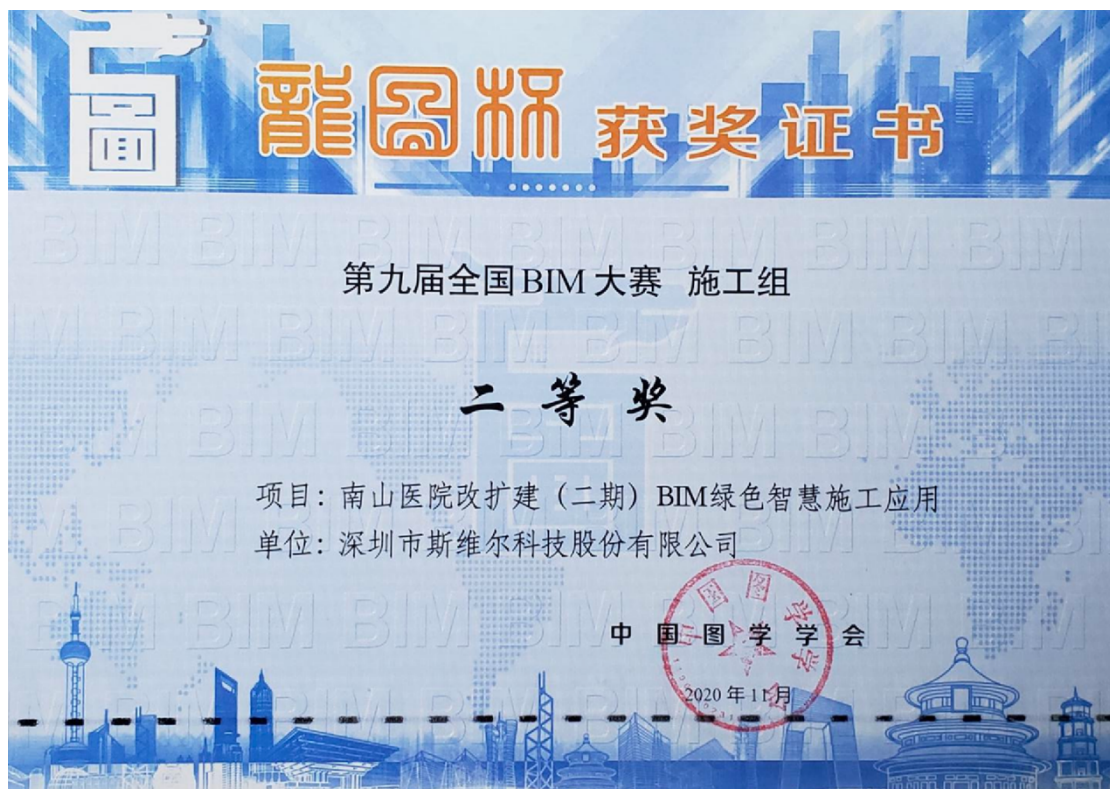 龍圖杯 获奖证书
第九届全国BIM大赛 施工组
二等奖
项目：南山医院改扩建（二期）BIM绿色智慧施工应用
单位：深圳市斯维尔科技股份有限公司
中国图学学会
2020年11月